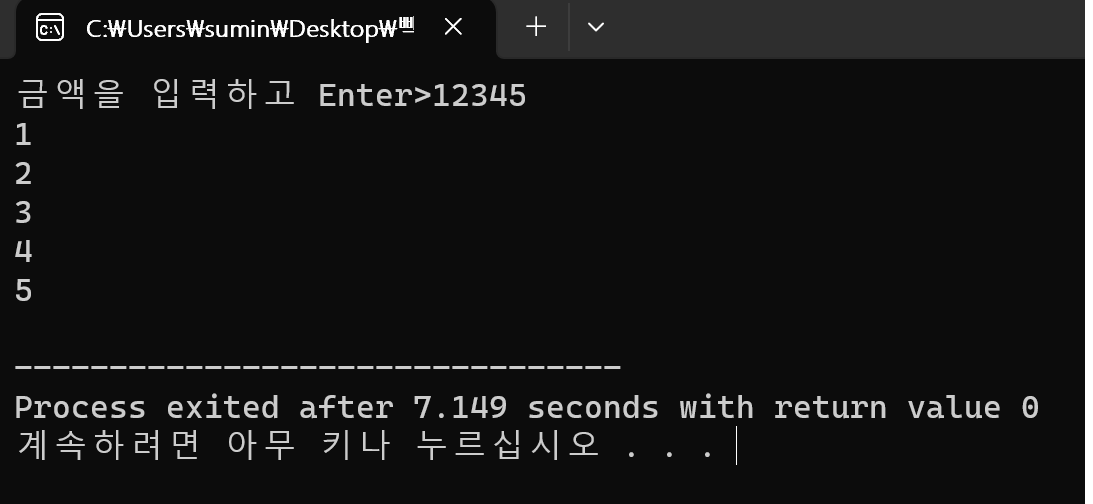 C:₩Users₩sumin₩Desktop₩
금액을 입력하고 Enter>12345
1
2
3
4
5
--------------------------------
Process exited after 7.149 seconds with return value 0
계속하려면 아무 키나 누르십시오 . . .